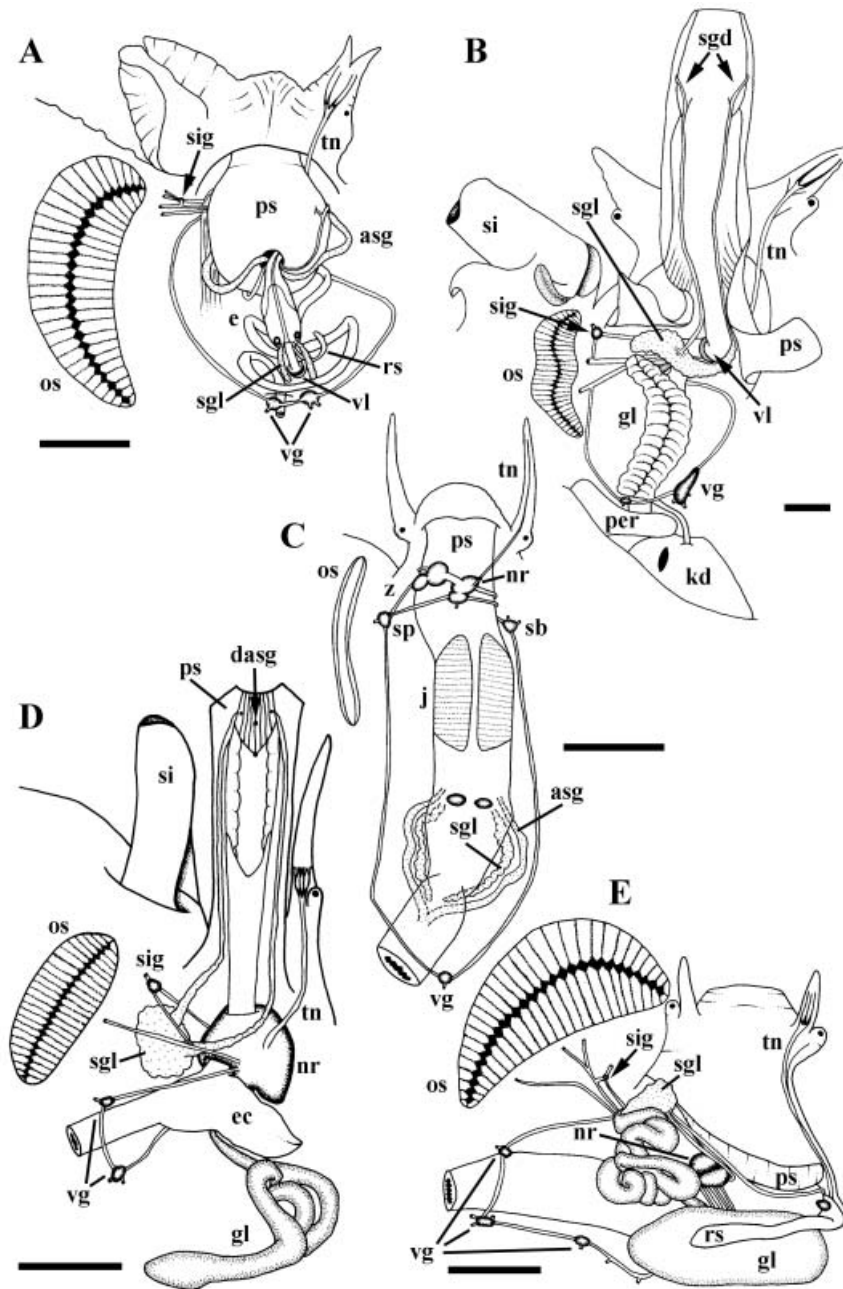 A
sig
tn
ps
asg
e
os
rs
sgl
vl
vg
B
sgd
sgl
si
tn
sig
ps
os
vl
gl
vg
per
kd
C
tn
ps
os
nr
z
sp
sb
j
asg
sgl
vg
D
ps
dasg
si
os
sig
tn
sgl
nr
ec
vg
gl
E
os
sig
tn
sgl
nr
ps
rs
vg
gl